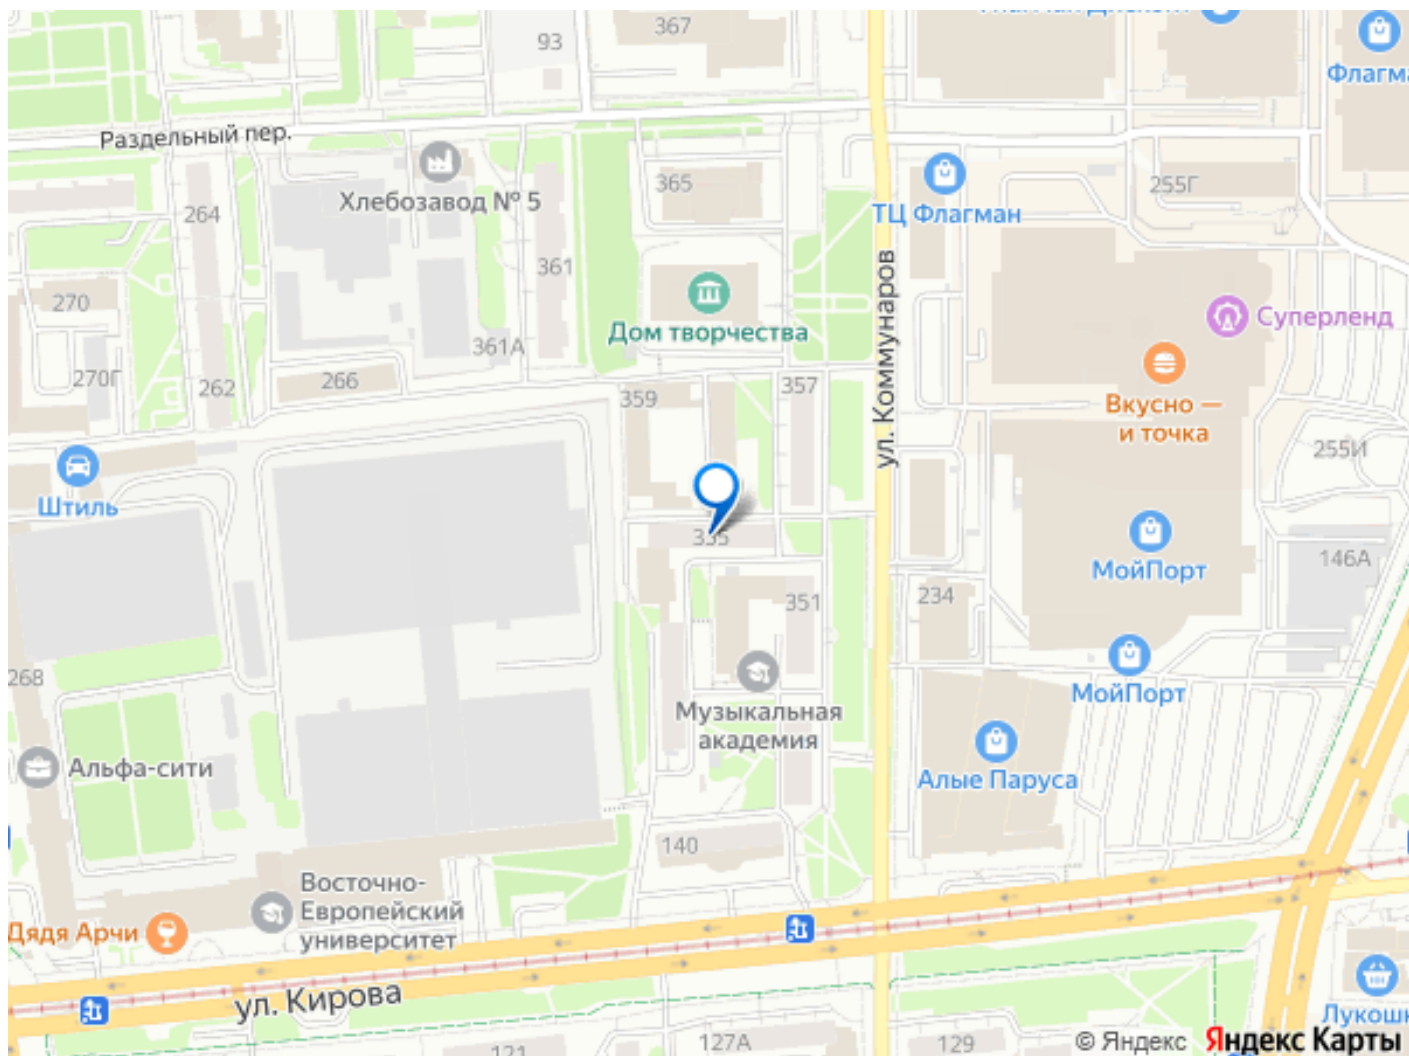 367
93
Флагм
Раздельный пер.
Хлебозавод № 5
365
255Г
264
ТЦ Флагман
361
270
ул. Коммунаров
Суперленд
Дом творчества
361А
270Г
262
266
359
357
Вкусно —
и точка
255И
Штиль
335
МойПорт
146А
351
234
268
МойПорт
Музыкальная
академия
Альфа-сити
Алые Паруса
140
Восточно-
Европейский
университет
Дядя Арчи
ул. Кирова
Лукошк
121
127А
129
© Яндекс Яндекс Карты